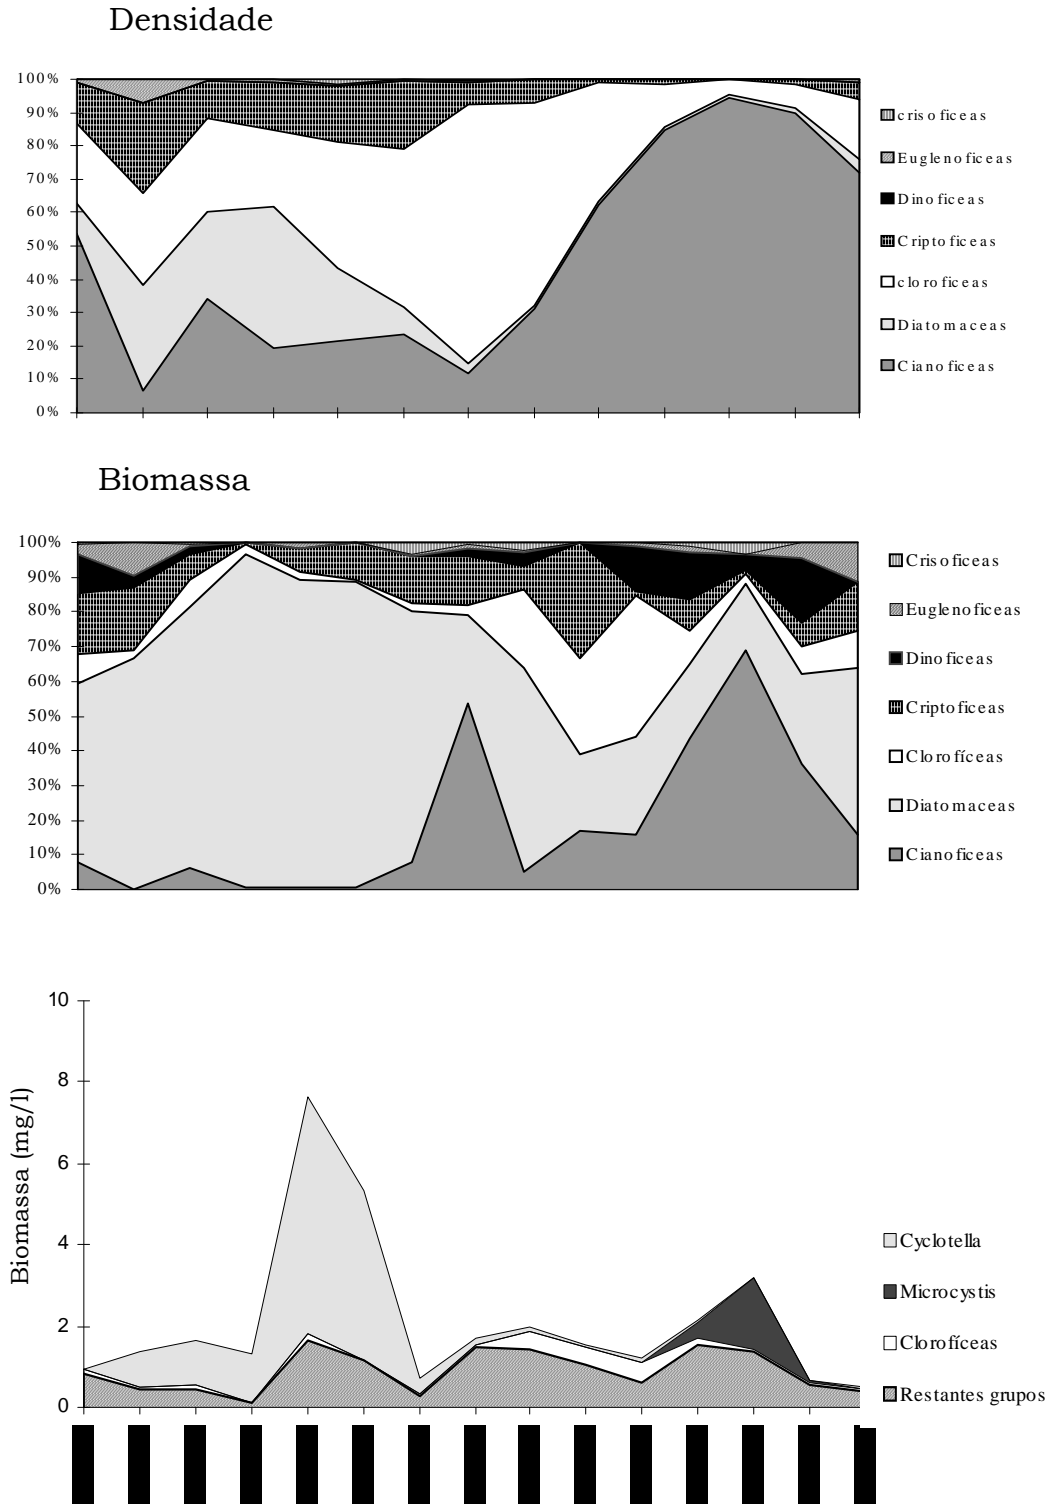 Densidade
100%
90%
80%
70%
60%
50%
40%
30%
20%
10%
0%
crisoficeas
Euglenoficeas
Dinoficeas
Criptoficeas
cloroficeas
Diatomaceas
Cianoficeas
Biomassa
100%
90%
80%
70%
60%
50%
40%
30%
20%
10%
0%
Crisoficeas
Euglenoficeas
Dinoficeas
Criptoficeas
Clorofíceas
Diatomaceas
Cianoficeas
Biomassa (mg/l)
10
8
6
4
2
0
Cyclotella
Microcystis
Clorofíceas
Restantes grupos